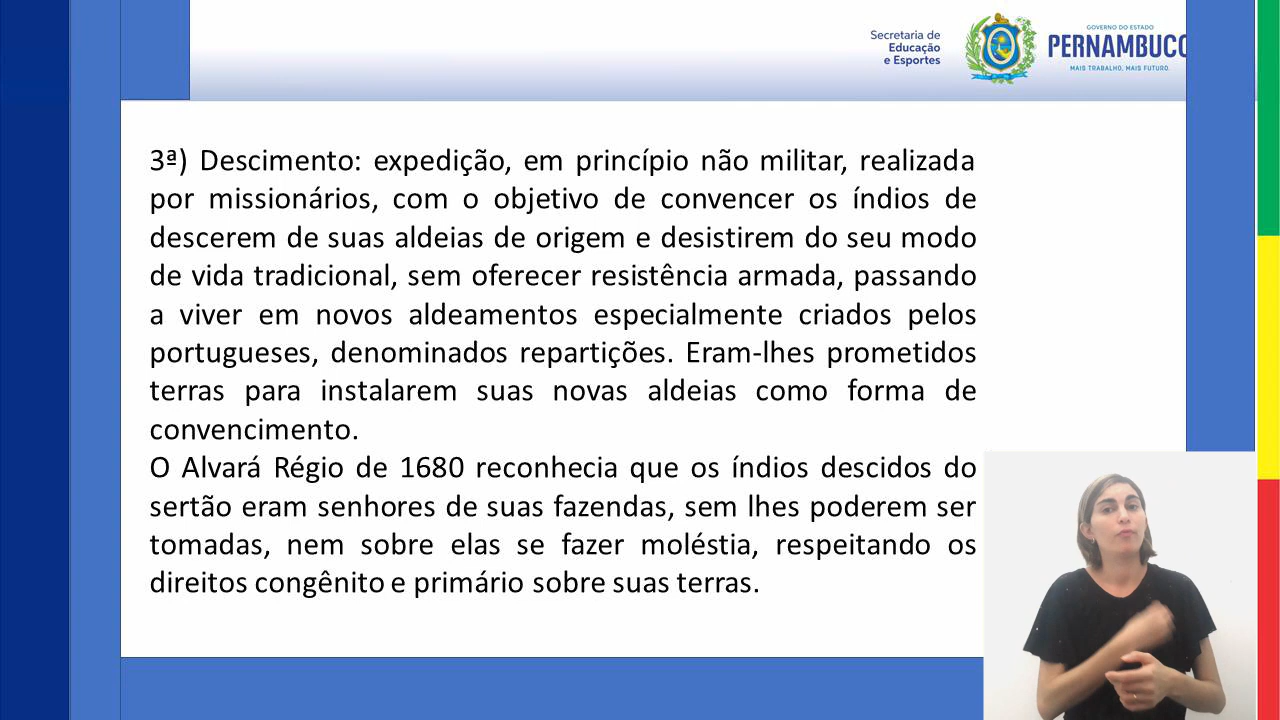 Secretaria de
Educação
e Esportes
GOVERNO DO ESTADO
PERNAMBUCO
MAIS TRABALHO, MAIS FUTURO.
3ª) Descimento: expedição, em princípio não militar, realizada
por missionários, com o objetivo de convencer os índios de
descerem de suas aldeias de origem e desistirem do seu modo
de vida tradicional, sem oferecer resistência armada, passando
a viver em novos aldeamentos especialmente criados pelos
portugueses, denominados repartições. Eram-lhes prometidos
terras para instalarem suas novas aldeias como forma de
convencimento.
O Alvará Régio de 1680 reconhecia que os índios descidos do
sertão eram senhores de suas fazendas, sem lhes poderem ser
tomadas, nem sobre elas se fazer moléstia, respeitando os
direitos congênito e primário sobre suas terras.